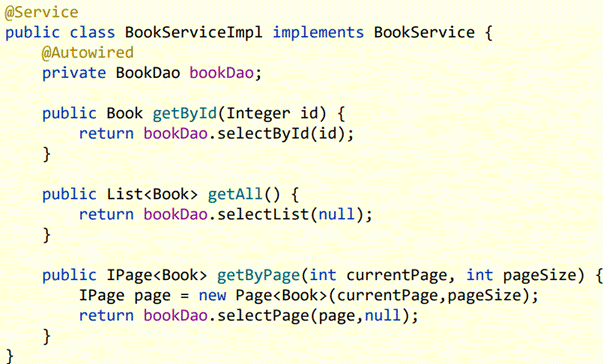 @Service
public class BookServiceImpl implements BookService {
    @Autowired
    private BookDao bookDao;

    public Book getById(Integer id) {
        return bookDao.selectById(id);
    }

    public List<Book> getAll() {
        return bookDao.selectList(null);
    }

    public IPage<Book> getByPage(int currentPage, int pageSize) {
        IPage page = new Page<Book>(currentPage,pageSize);
        return bookDao.selectPage(page,null);
    }
}